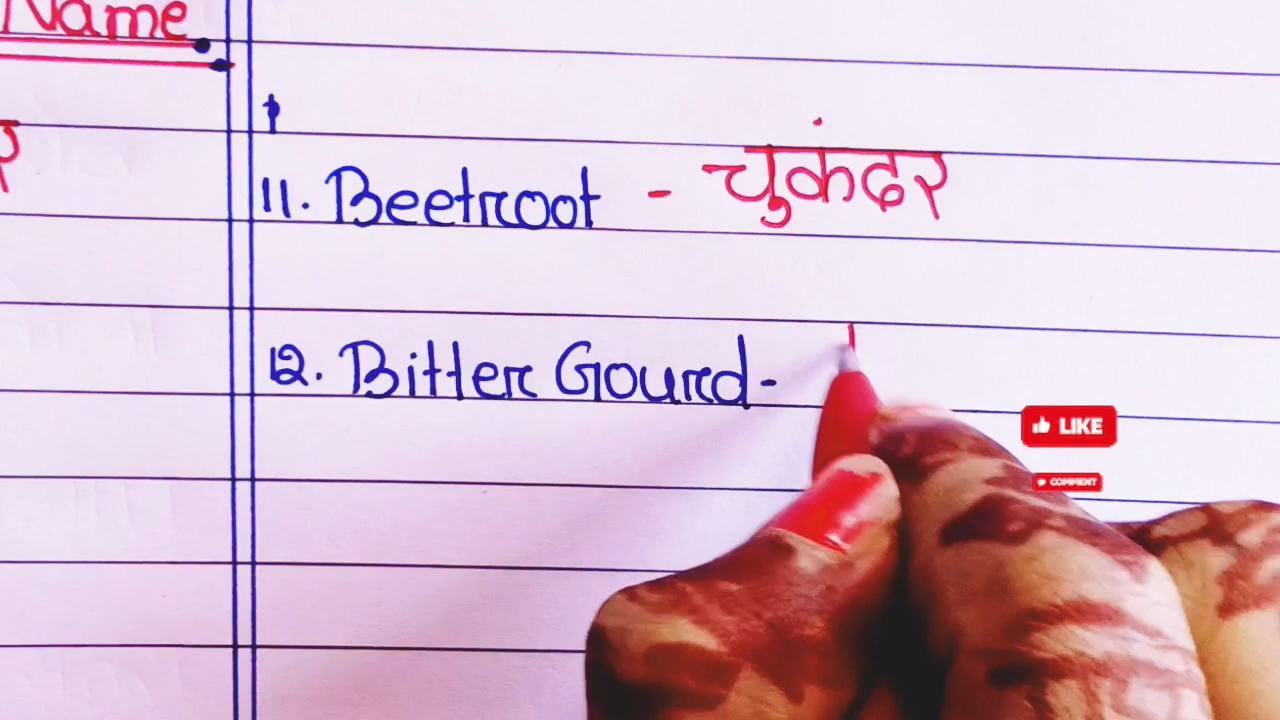 Name
र
11. Beetroot - चुकंदर
12. Bitter Gourd-
LIKE
COMMENT